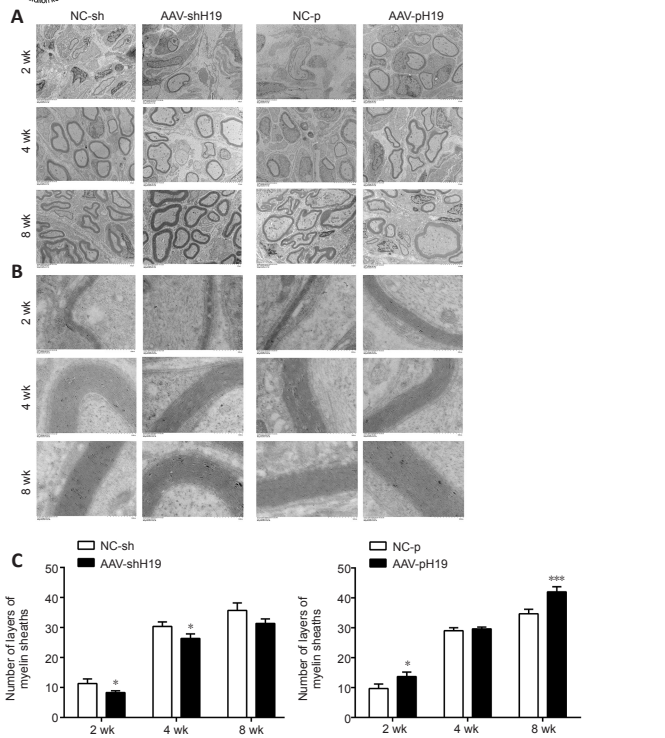 A
NC-sh AAV-shH19 NC-p AAV-pH19
2 wk
4 wk
8 wk
B
2 wk
4 wk
8 wk
C
NC-sh
AAV-shH19
Number of layers of
myelin sheaths
50
40
30
20
10
0
* * 
2 wk 4 wk 8 wk
NC-p
AAV-pH19
Number of layers of
myelin sheaths
50
40
30
20
10
0
* ***
2 wk 4 wk 8 wk